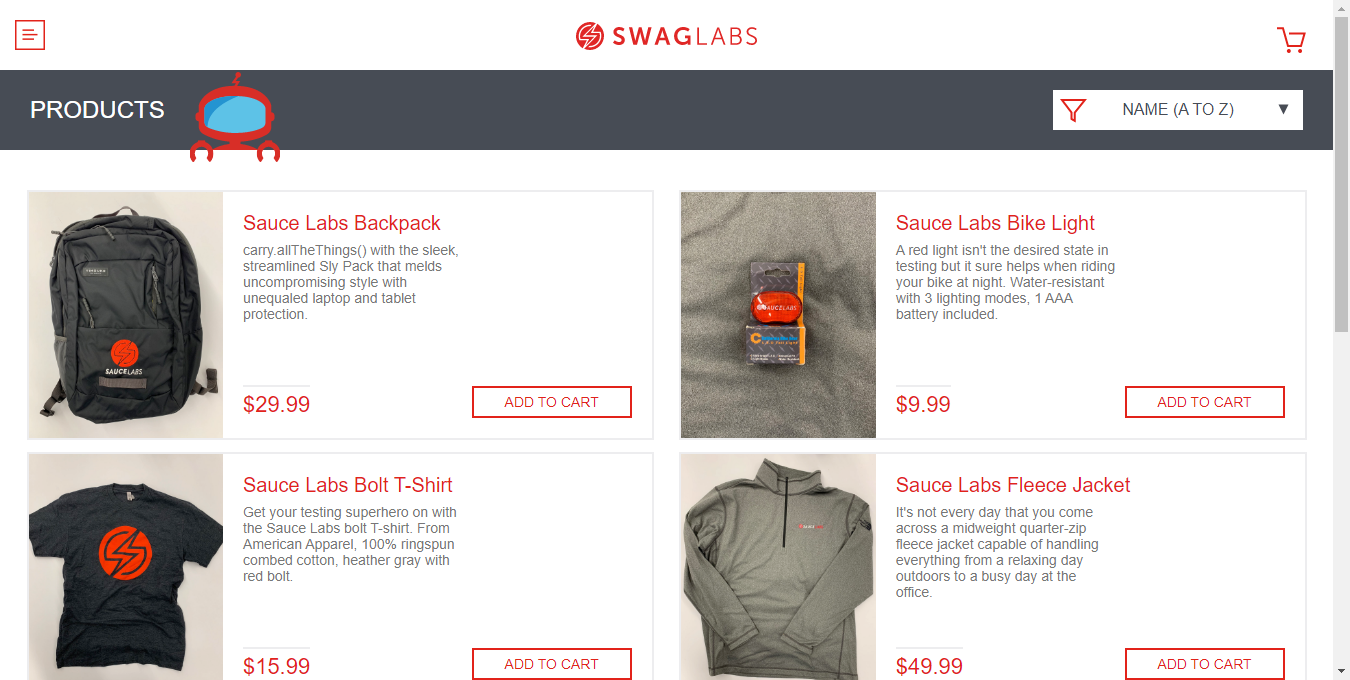 SWAGLABS
PRODUCTS
NAME (A TO Z)
Sauce Labs Backpack
carry.allTheThings() with the sleek,
streamlined Sly Pack that melds
uncompromising style with
unequaled laptop and tablet
protection.
$29.99
ADD TO CART
SAUCELABS
Sauce Labs Bike Light
A red light isn't the desired state in
testing but it sure helps when riding
your bike at night. Water-resistant
with 3 lighting modes, 1 AAA
battery included.
$9.99
ADD TO CART
SAUCELABS
Sauce Labs Bolt T-Shirt
Get your testing superhero on with
the Sauce Labs bolt T-shirt. From
American Apparel, 100% ringspun
combed cotton, heather gray with
red bolt.
$15.99
ADD TO CART
Sauce Labs Fleece Jacket
It's not every day that you come
across a midweight quarter-zip
fleece jacket capable of handling
everything from a relaxing day
outdoors to a busy day at the
office.
$49.99
ADD TO CART